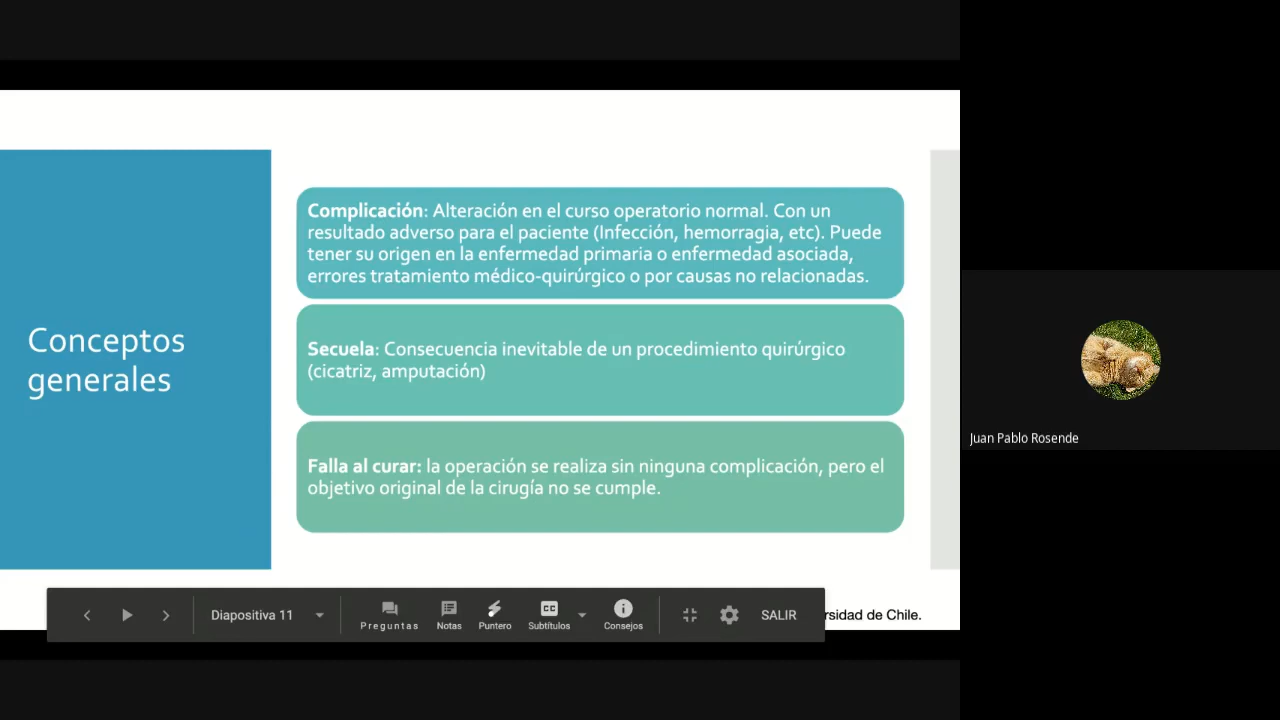 Conceptos
generales
Complicación: Alteración en el curso operatorio normal. Con un
resultado adverso para el paciente (Infección, hemorragia, etc). Puede
tener su origen en la enfermedad primaria o enfermedad asociada,
errores tratamiento médico-quirúrgico o por causas no relacionadas.
Secuela: Consecuencia inevitable de un procedimiento quirúrgico
(cicatriz, amputación)
Falla al curar: la operación se realiza sin ninguna complicación, pero el
objetivo original de la cirugía no se cumple.
Juan Pablo Rosende
Diapositiva 11
Preguntas
Notas
Puntero
CC
Subtítulos
Consejos
SALIR
rsidad de Chile.